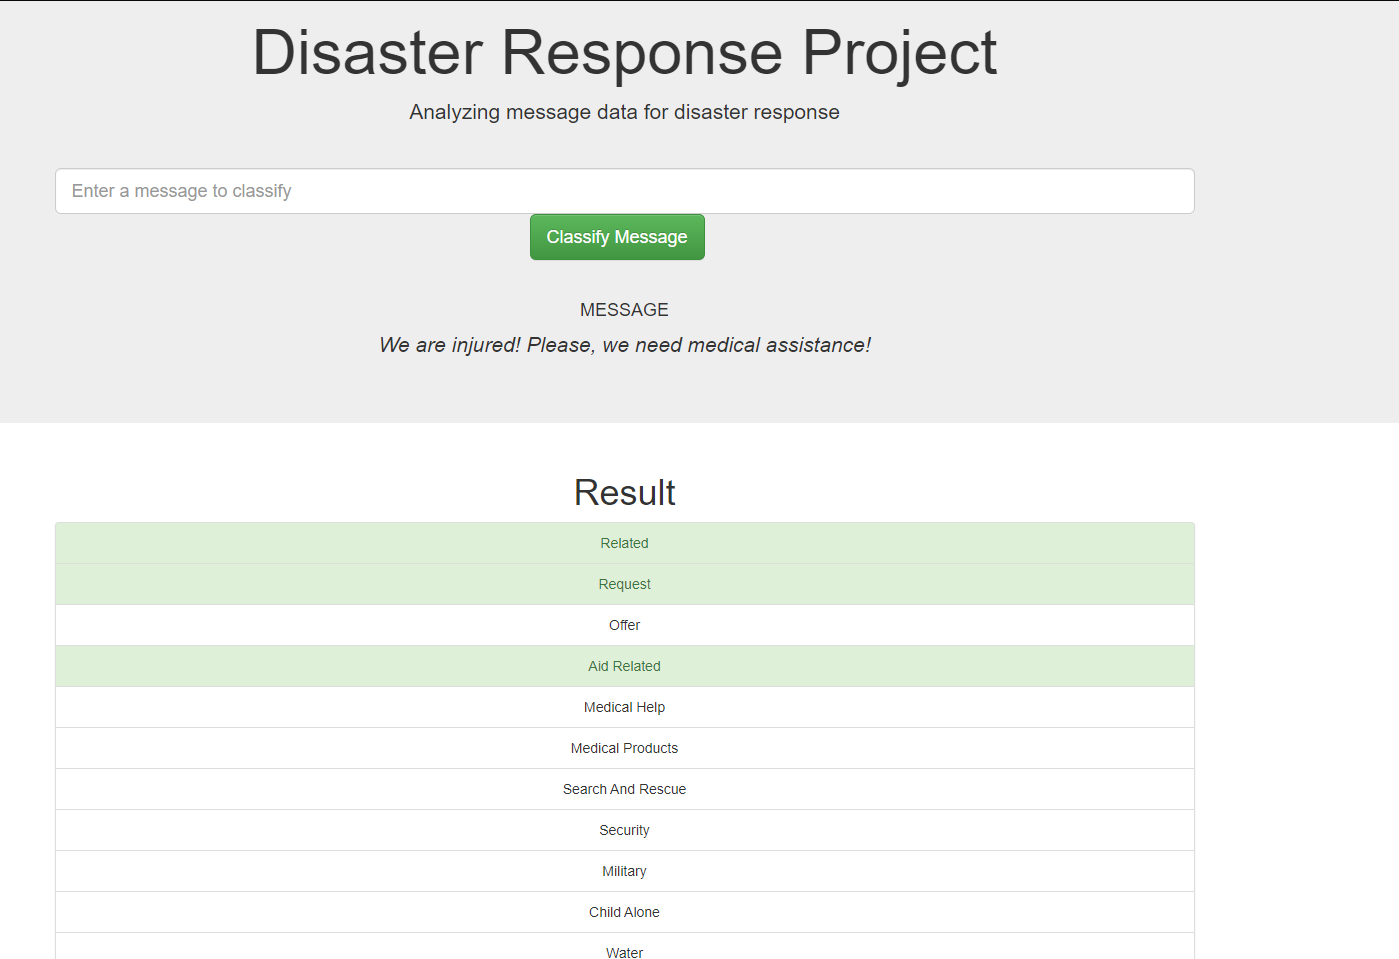 Disaster Response Project
Analyzing message data for disaster response
Enter a message to classify
Classify Message
MESSAGE
We are injured! Please, we need medical assistance!
Result
Related
Request
Offer
Aid Related
Medical Help
Medical Products
Search And Rescue
Security
Military
Child Alone
Water